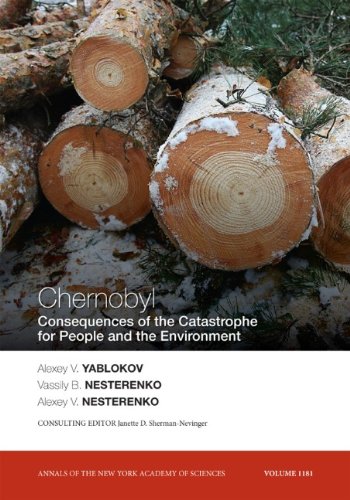 Chernobyl
Consequences of the Catastrophe
for People and the Environment
Alexey V. YABLOKOV
Vassily B. NESTERENKO
Alexey V. NESTERENKO
CONSULTING EDITOR Janette D. Sherman-Nevinger
ANNALS OF THE NEW YORK ACADEMY OF SCIENCES VOLUME 1181